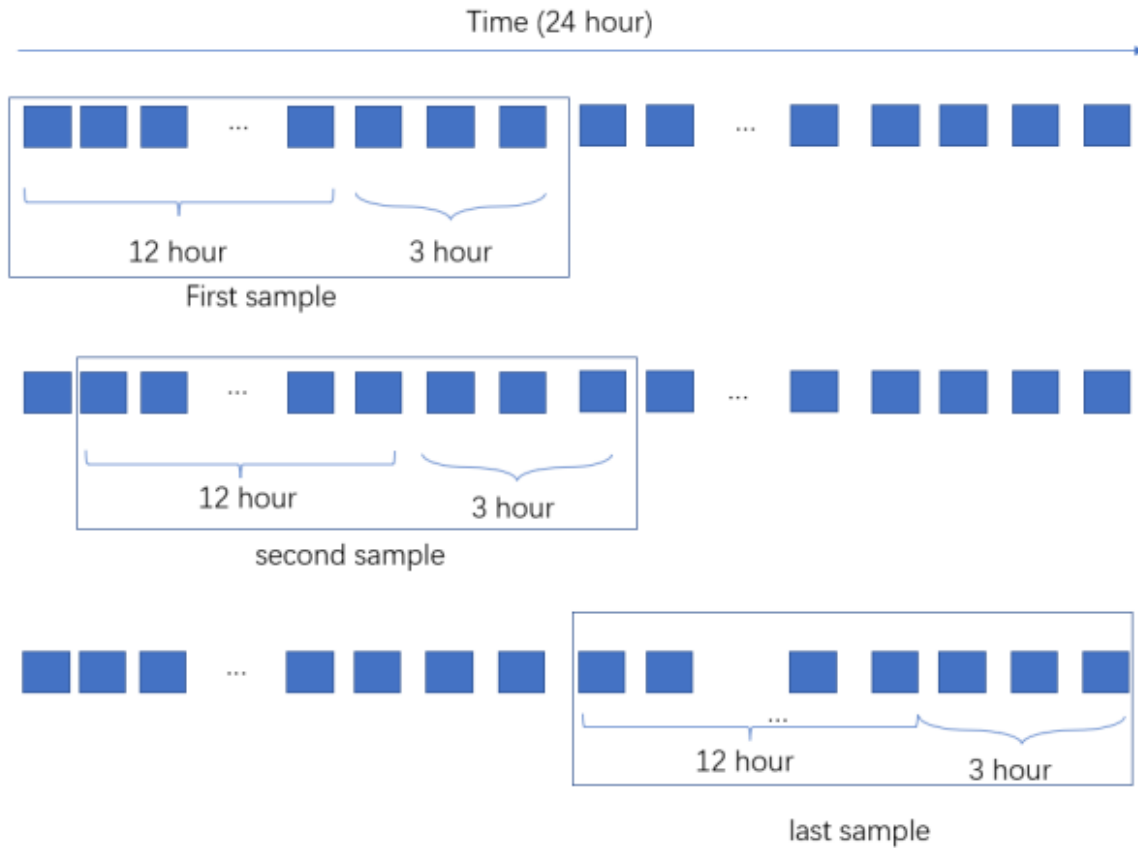 Time (24 hour)
... ...
12 hour 3 hour
First sample
... ...
12 hour 3 hour
second sample
...
...
12 hour 3 hour
last sample